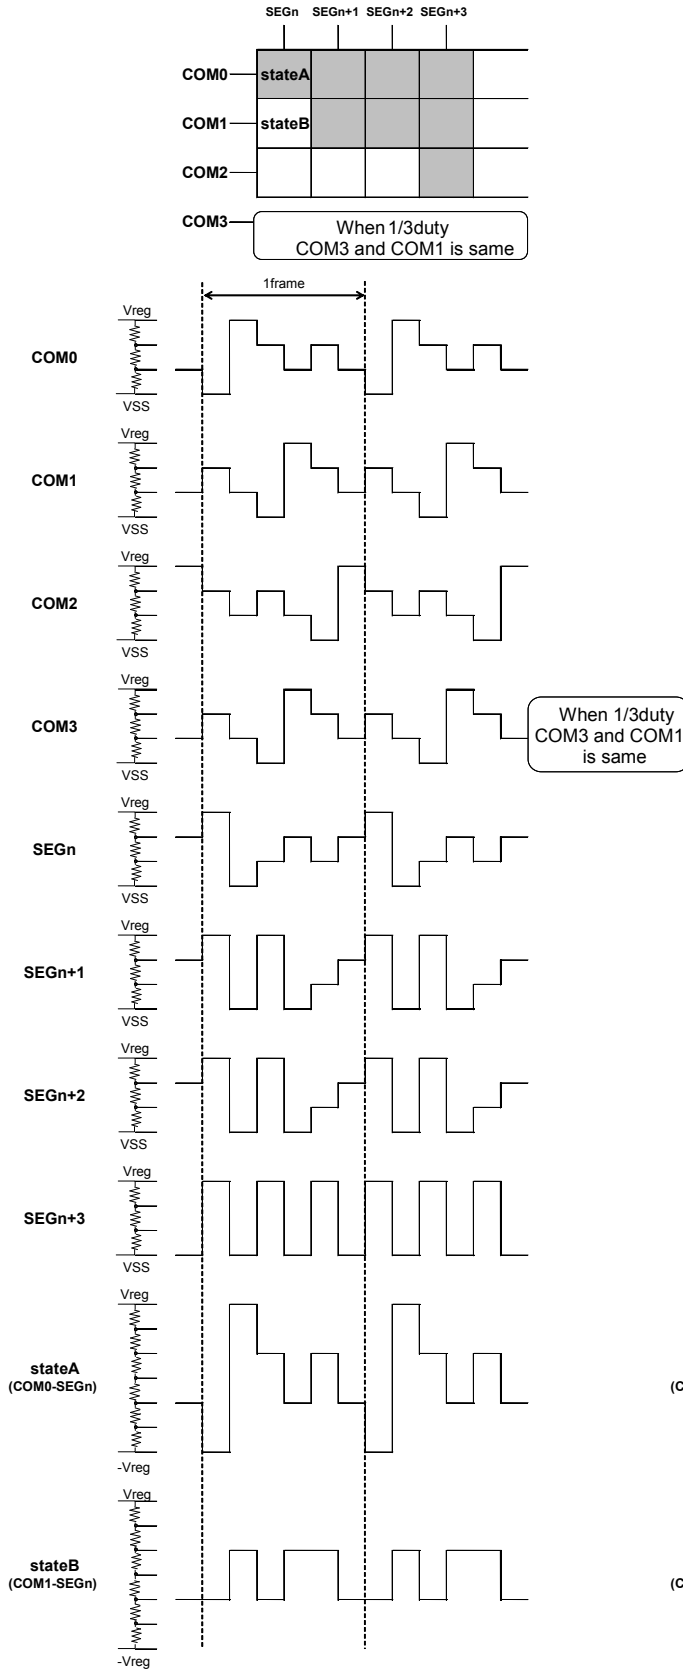 SEGn SEGn+1 SEGn+2 SEGn+3
COM0 stateA
COM1 stateB
COM2
COM3
When 1/3duty
COM3 and COM1 is same
1frame
Vreg
COM0
VSS
Vreg
COM1
VSS
Vreg
COM2
VSS
Vreg
COM3
VSS
When 1/3duty
COM3 and COM1
is same
Vreg
SEGn
VSS
Vreg
SEGn+1
VSS
Vreg
SEGn+2
VSS
Vreg
SEGn+3
VSS
Vreg
stateA
(COM0-SEGn)
(C
-Vreg
Vreg
stateB
(COM1-SEGn)
(C
-Vreg